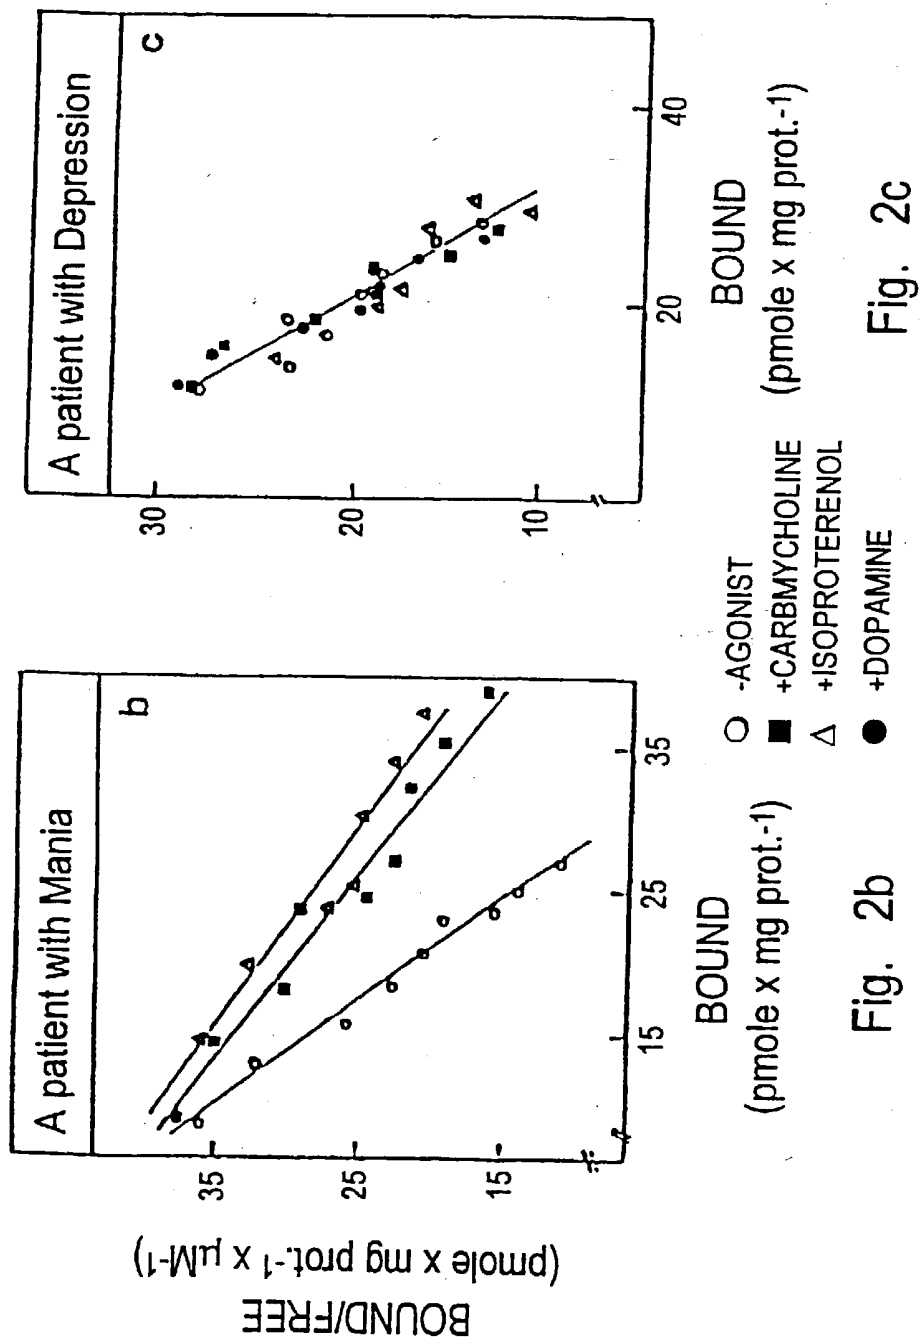 A patient with Mania
b
BOUND/FREE
(pmole x mg prot.-1 x µM-1)
35
25
15
15
25
35
BOUND
(pmole x mg prot.-1)
Fig. 2b
A patient with Depression
c
30
20
10
20
40
BOUND
(pmole x mg prot.-1)
Fig. 2c
-AGONIST
+CARBMYCHOLINE
+ISOPROTERENOL
+DOPAMINE